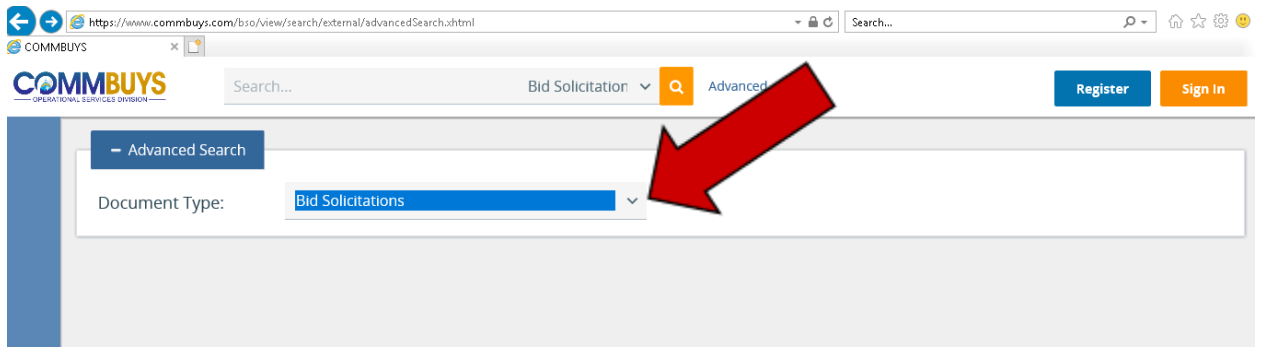 https://www.commbuys.com/bso/view/search/external/advancedSearch.xhtml
Search...
COMMBUYS
COMMBUYS
OPERATIONAL SERVICES DIVISION
Search...
Bid Solicitation
Advanced
Register
Sign In
– Advanced Search
Document Type:
Bid Solicitations